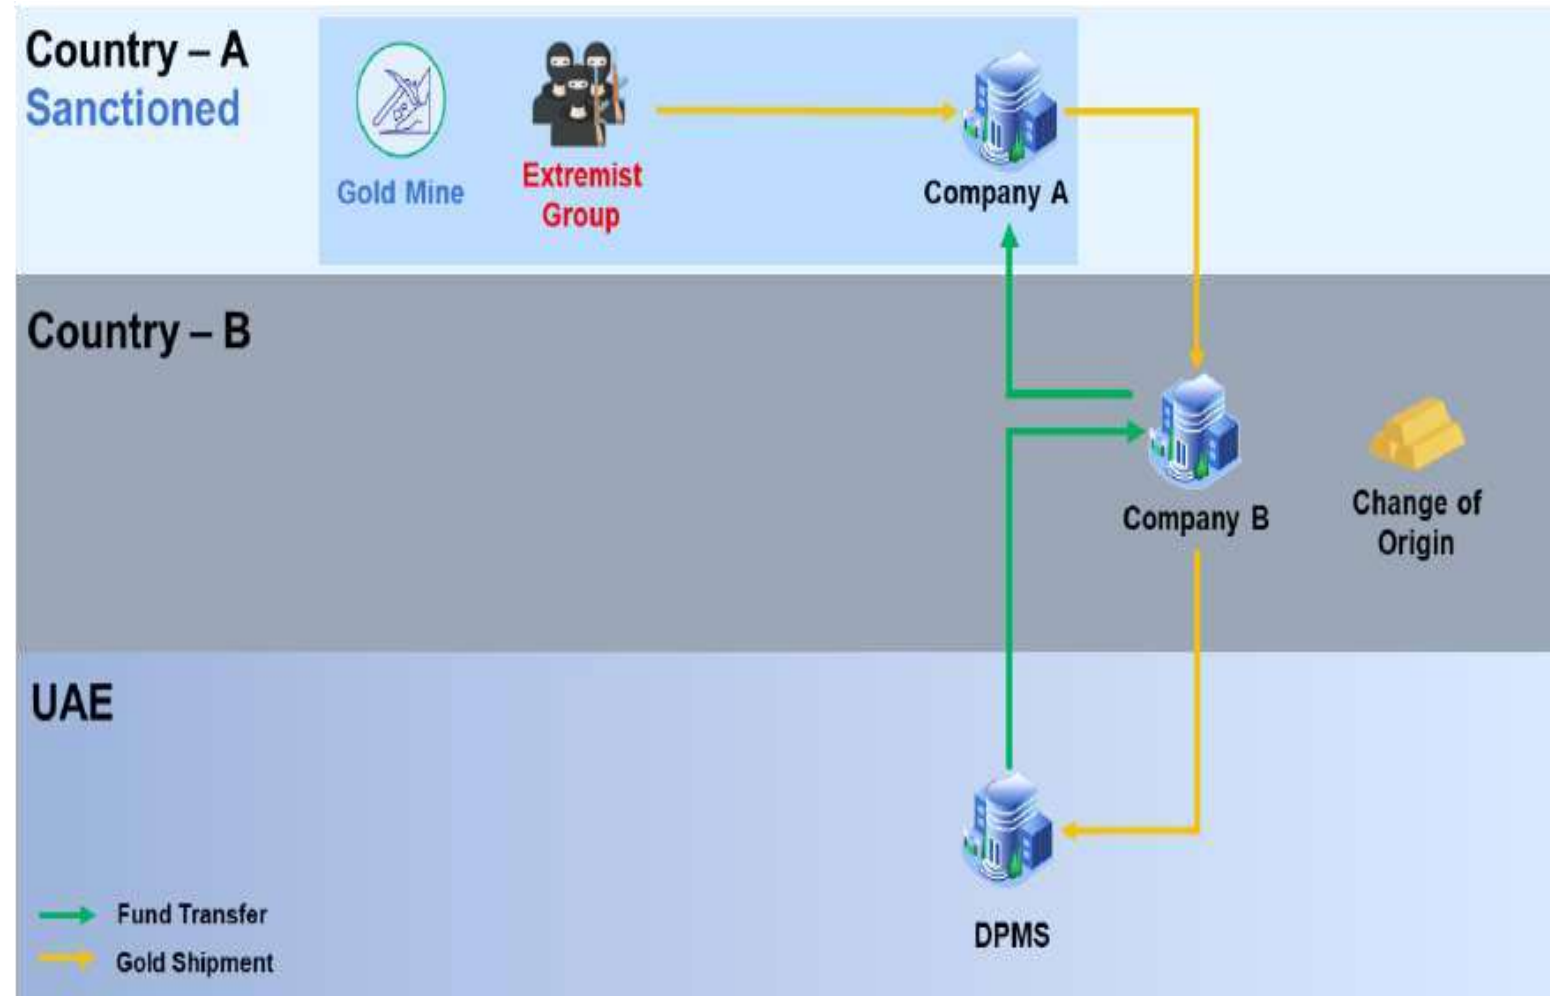 Country – A
Sanctioned
Gold Mine
Extremist
Group
Company A
Country – B
Company B
Change of
Origin
UAE
DPMS
Fund Transfer
Gold Shipment